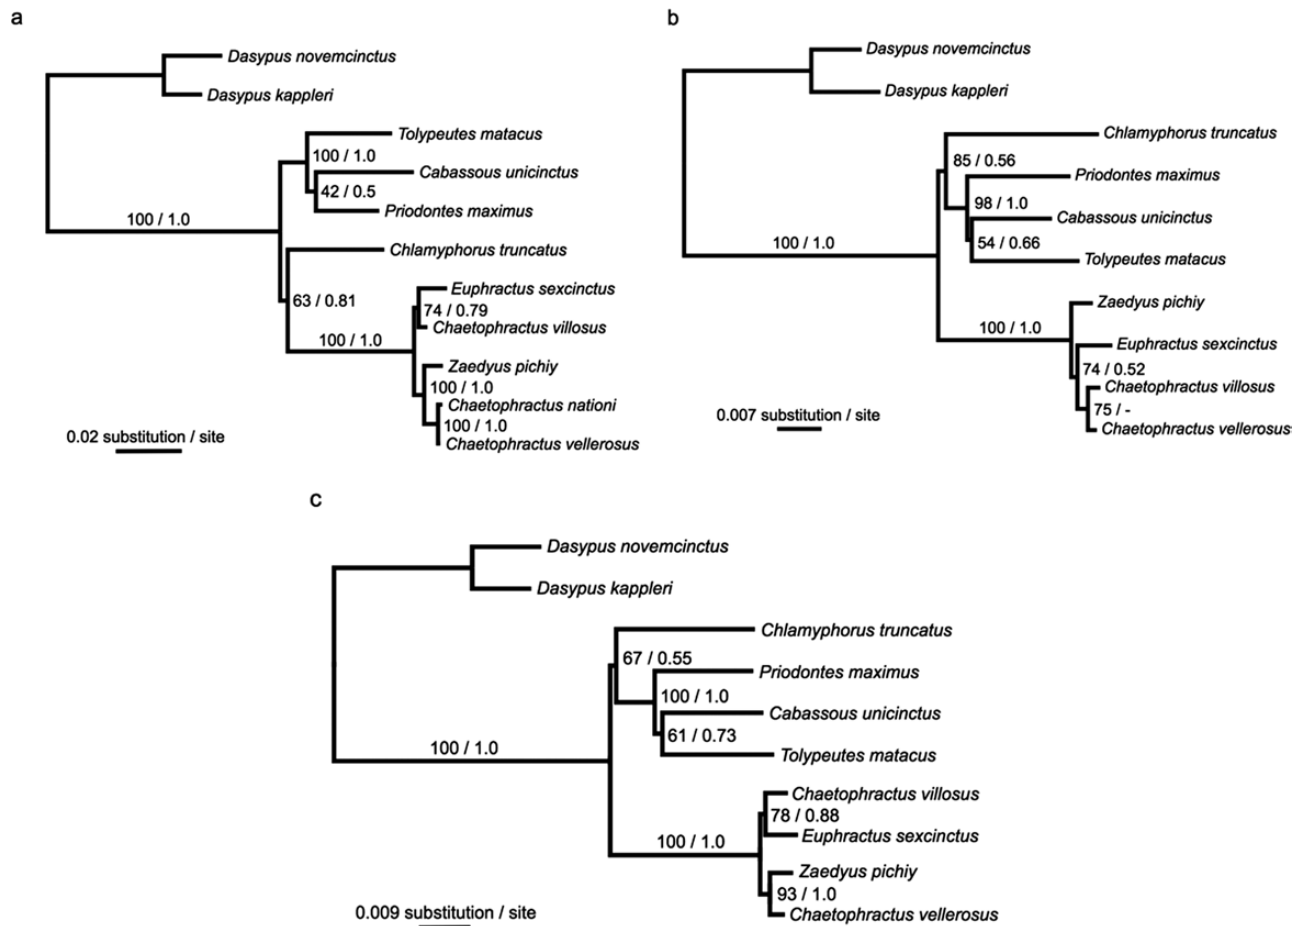 a
Dasypus novemcinctus
Dasypus kappleri
Tolypeutes matacus
100 / 1.0
Cabassous unicinctus
42 / 0.5
Priodontes maximus
100 / 1.0
Chlamyphorus truncatus
Euphractus sexcinctus
63 / 0.81
74 / 0.79
Chaetophractus villosus
100 / 1.0
Zaedyus pichiy
100 / 1.0
Chaetophractus nationi
100 / 1.0
Chaetophractus vellerosus
0.02 substitution / site
b
Dasypus novemcinctus
Dasypus kappleri
Chlamyphorus truncatus
85 / 0.56
Priodontes maximus
98 / 1.0
Cabassous unicinctus
54 / 0.66
100 / 1.0
Tolypeutes matacus
Zaedyus pichiy
100 / 1.0
Euphractus sexcinctus
74 / 0.52
Chaetophractus villosus
75 / -
Chaetophractus vellerosus
0.007 substitution / site
c
Dasypus novemcinctus
Dasypus kappleri
Chlamyphorus truncatus
67 / 0.55
Priodontes maximus
100 / 1.0
Cabassous unicinctus
61 / 0.73
100 / 1.0
Tolypeutes matacus
Chaetophractus villosus
78 / 0.88
100 / 1.0
Euphractus sexcinctus
Zaedyus pichiy
93 / 1.0
Chaetophractus vellerosus
0.009 substitution / site